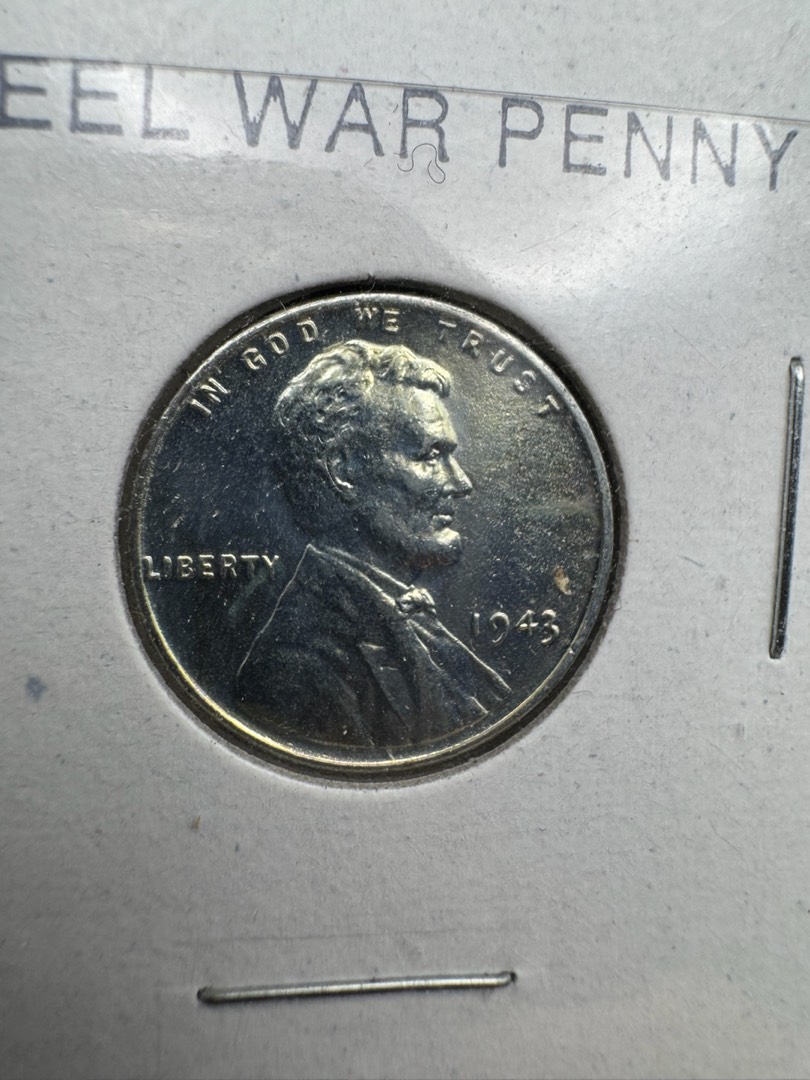 EEL WAR PENNY
IN GOD WE TRUST
LIBERTY
1943